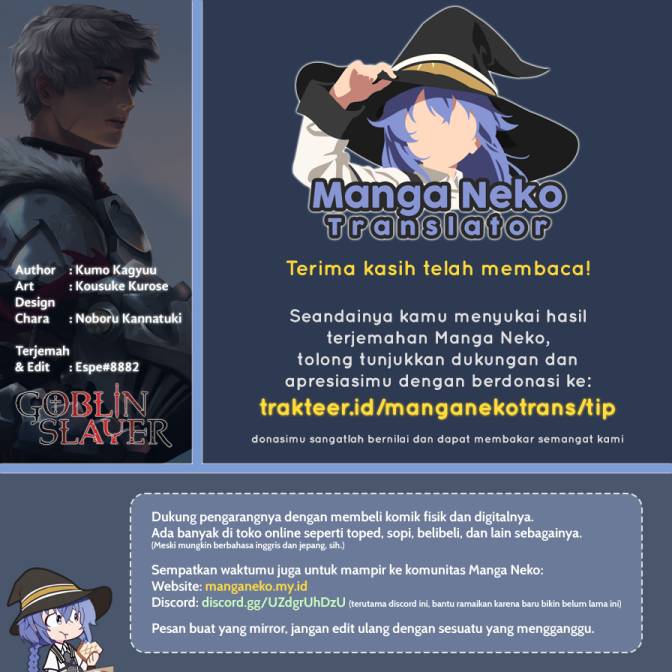 Author : Kumo Kagyuu
Art : Kousuke Kurose
Design
Chara : Noboru Kannatuki
Terjemah
& Edit : Espe#8882
GOBLIN
SLAYER
Manga Neko
Translator
Terima kasih telah membaca!
Seandainya kamu menyukai hasil
terjemahan Manga Neko,
tolong tunjukkan dukungan dan
apresiasimu dengan berdonasi ke:
trakteer.id/manganekotrans/tip
donasimu sangatlah bernilai dan dapat membakar semangat kami
Dukung pengarangnya dengan membeli komik fisik dan digitalnya.
Ada banyak di toko online seperti toped, sopi, belibeli, dan lain sebagainya.
(Meski mungkin berbahasa inggris dan jepang, sih.)
Sempatkan waktumu juga untuk mampir ke komunitas Manga Neko:
Website: manganeko.my.id
Discord: discord.gg/UZdgrUhDzU (terutama discord ini, bantu ramaikan karena baru bikin belum lama ini)
Pesan buat yang mirror, jangan edit ulang dengan sesuatu yang mengganggu.